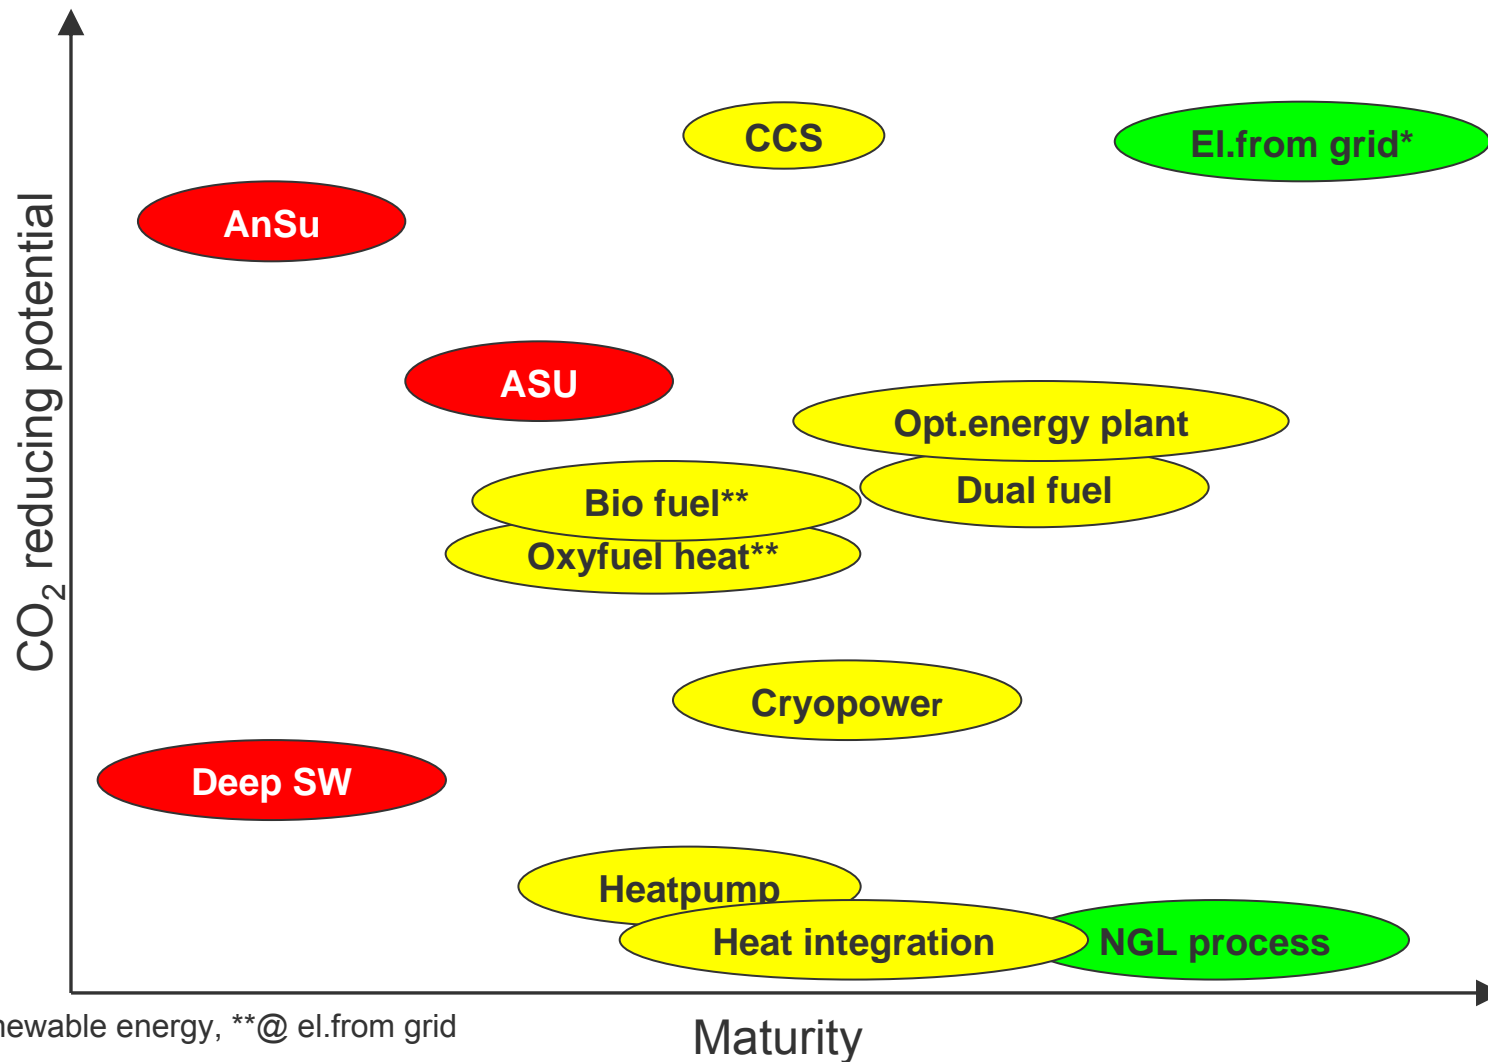 CCS
El.from grid*
AnSu
CO₂ reducing potential
ASU
Opt.energy plant
Dual fuel
Bio fuel**
Oxyfuel heat**
Cryopower
Deep SW
Heatpump
Heat integration
NGL process
energy, **@ el.from grid
Maturity